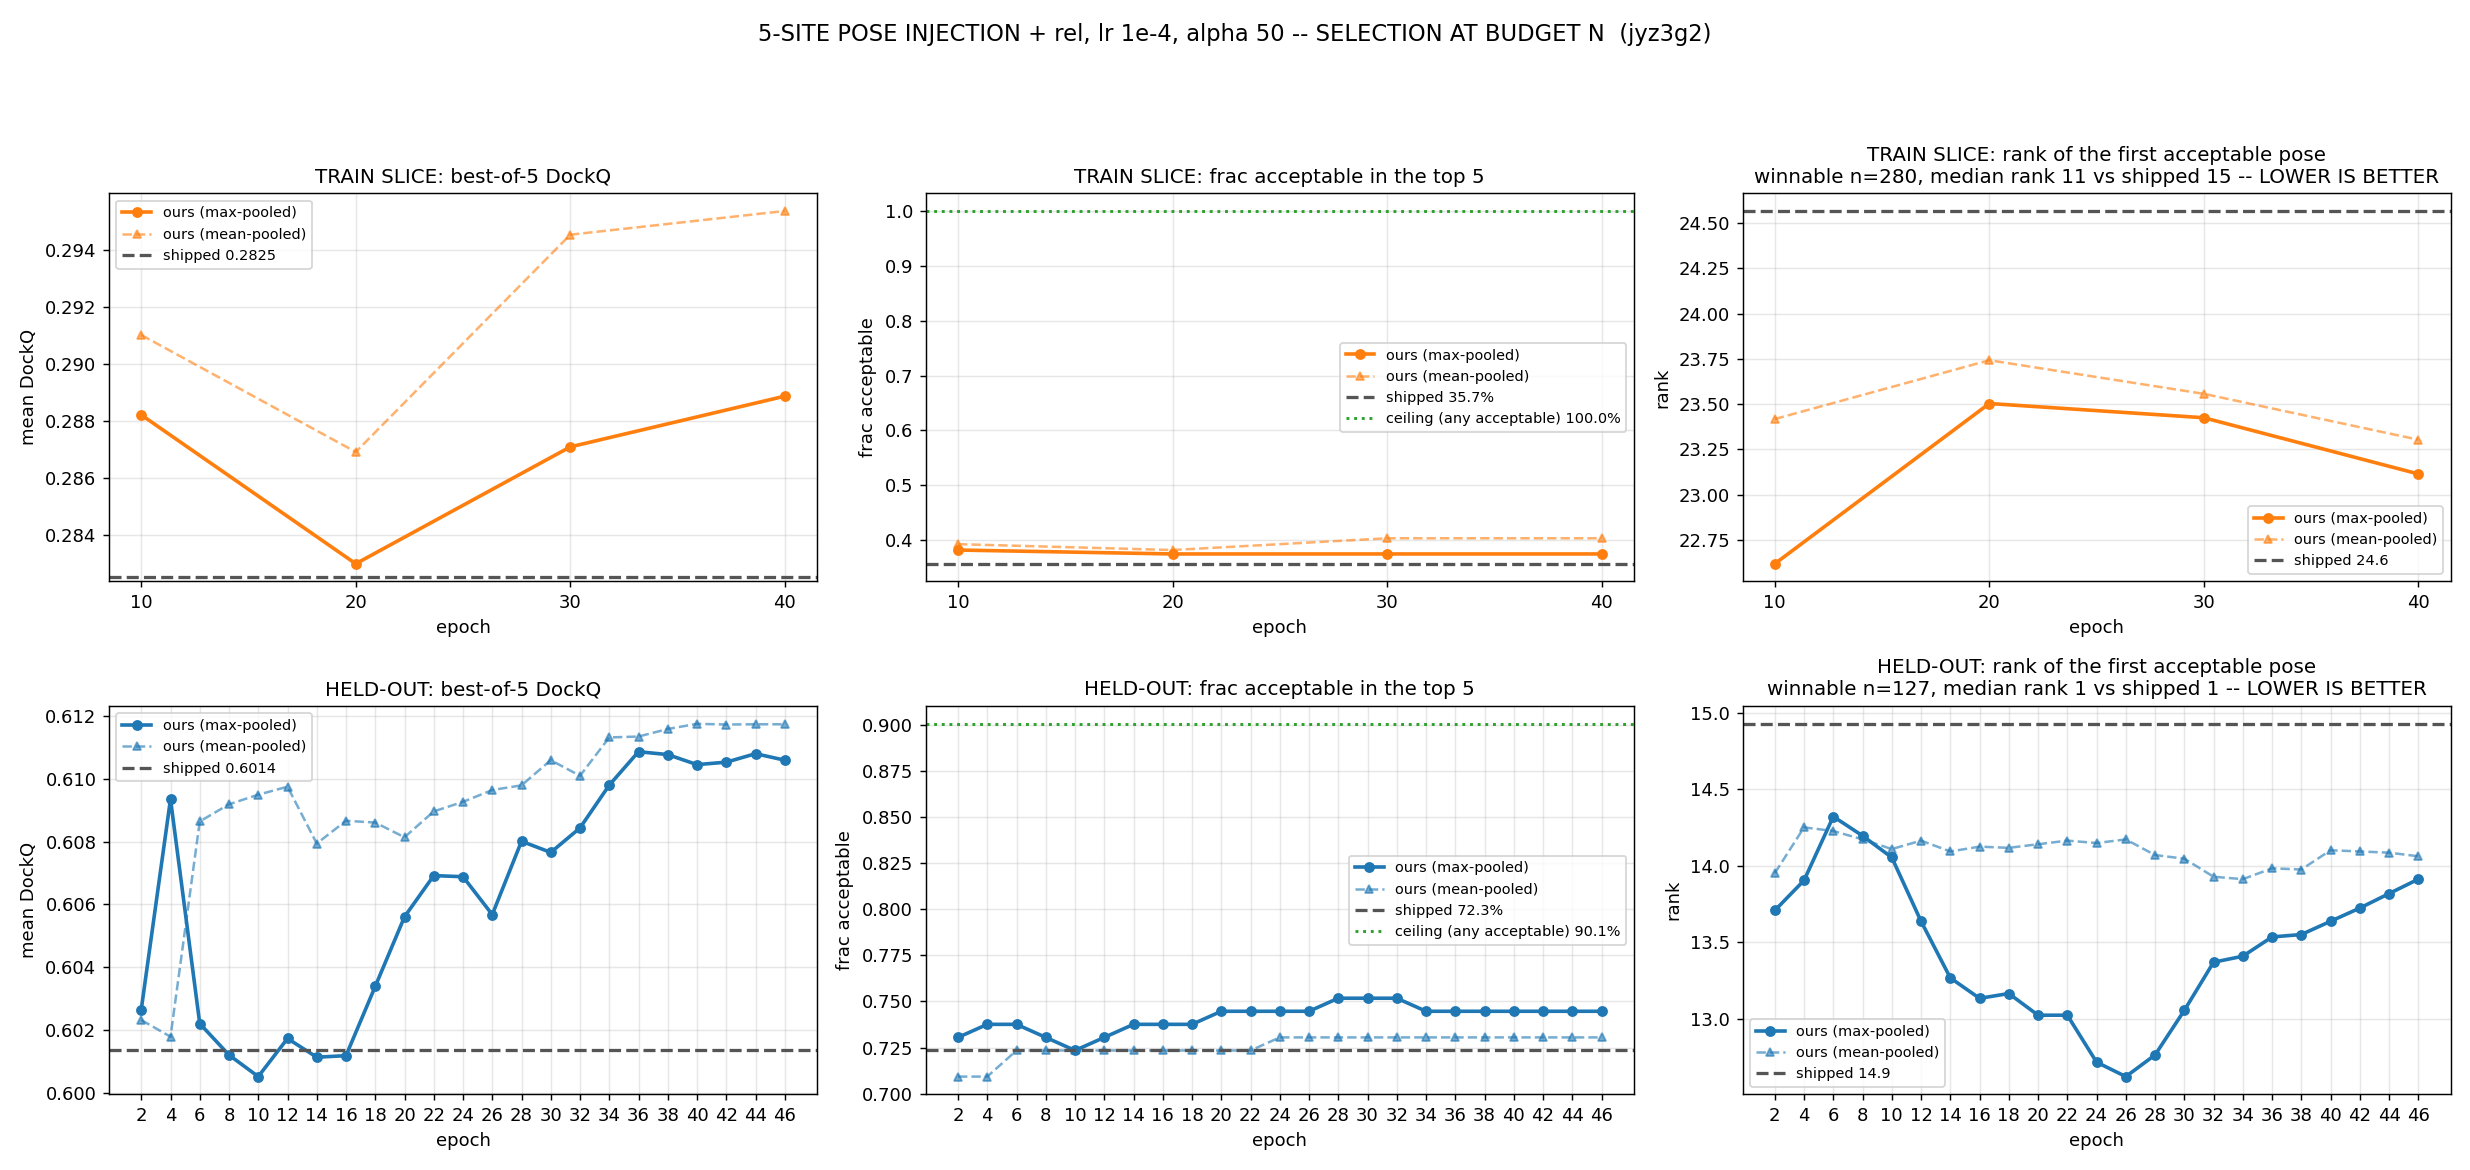 5-SITE POSE INJECTION + rel, lr 1e-4, alpha 50 -- SELECTION AT BUDGET N  (jyz3g2)
TRAIN SLICE: best-of-5 DockQ
mean DockQ
0.294
0.292
0.290
0.288
0.286
0.284
ours (max-pooled)
ours (mean-pooled)
shipped 0.2825
10 20 30 40
epoch
TRAIN SLICE: frac acceptable in the top 5
frac acceptable
1.0
0.9
0.8
0.7
0.6
0.5
0.4
ours (max-pooled)
ours (mean-pooled)
shipped 35.7%
ceiling (any acceptable) 100.0%
10 20 30 40
epoch
TRAIN SLICE: rank of the first acceptable pose
winnable n=280, median rank 11 vs shipped 15 -- LOWER IS BETTER
rank
24.50
24.25
24.00
23.75
23.50
23.25
23.00
22.75
ours (max-pooled)
ours (mean-pooled)
shipped 24.6
10 20 30 40
epoch
HELD-OUT: best-of-5 DockQ
mean DockQ
0.612
0.610
0.608
0.606
0.604
0.602
0.600
ours (max-pooled)
ours (mean-pooled)
shipped 0.6014
2 4 6 8 10 12 14 16 18 20 22 24 26 28 30 32 34 36 38 40 42 44 46
epoch
HELD-OUT: frac acceptable in the top 5
frac acceptable
0.900
0.875
0.850
0.825
0.800
0.775
0.750
0.725
0.700
ours (max-pooled)
ours (mean-pooled)
shipped 72.3%
ceiling (any acceptable) 90.1%
2 4 6 8 10 12 14 16 18 20 22 24 26 28 30 32 34 36 38 40 42 44 46
epoch
HELD-OUT: rank of the first acceptable pose
winnable n=127, median rank 1 vs shipped 1 -- LOWER IS BETTER
rank
15.0
14.5
14.0
13.5
13.0
ours (max-pooled)
ours (mean-pooled)
shipped 14.9
2 4 6 8 10 12 14 16 18 20 22 24 26 28 30 32 34 36 38 40 42 44 46
epoch